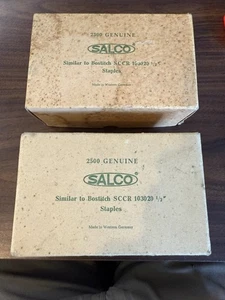 2500 GENUINE
SALCO
Similar to Bostitch SCCR 103020 1/2"
Staples
Made in Western Germany
2500 GENUINE
SALCO
Similar to Bostitch SCCR 103020 1/2"
Staples
Made in Western Germany